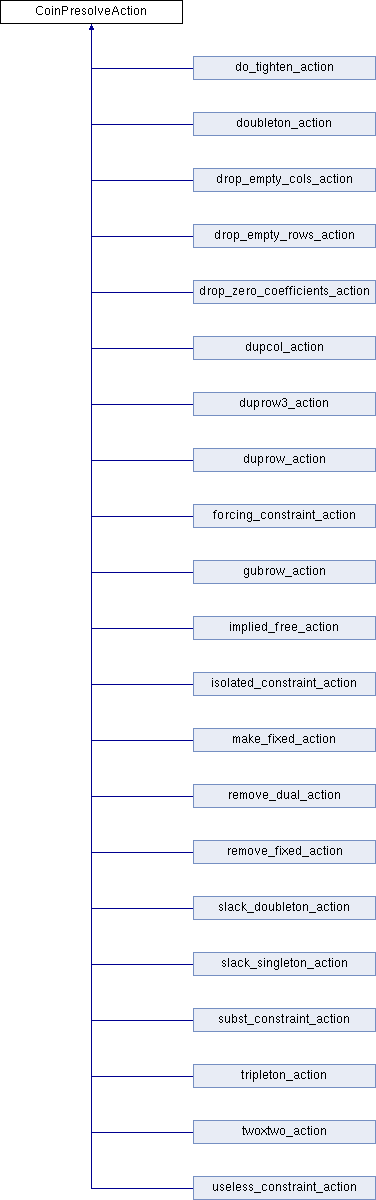 CoinPresolveAction
do_tighten_action
doubleton_action
drop_empty_cols_action
drop_empty_rows_action
drop_zero_coefficients_action
dupcol_action
duprow3_action
duprow_action
forcing_constraint_action
gubrow_action
implied_free_action
isolated_constraint_action
make_fixed_action
remove_dual_action
remove_fixed_action
slack_doubleton_action
slack_singleton_action
subst_constraint_action
tripleton_action
twoxtwo_action
useless_constraint_action